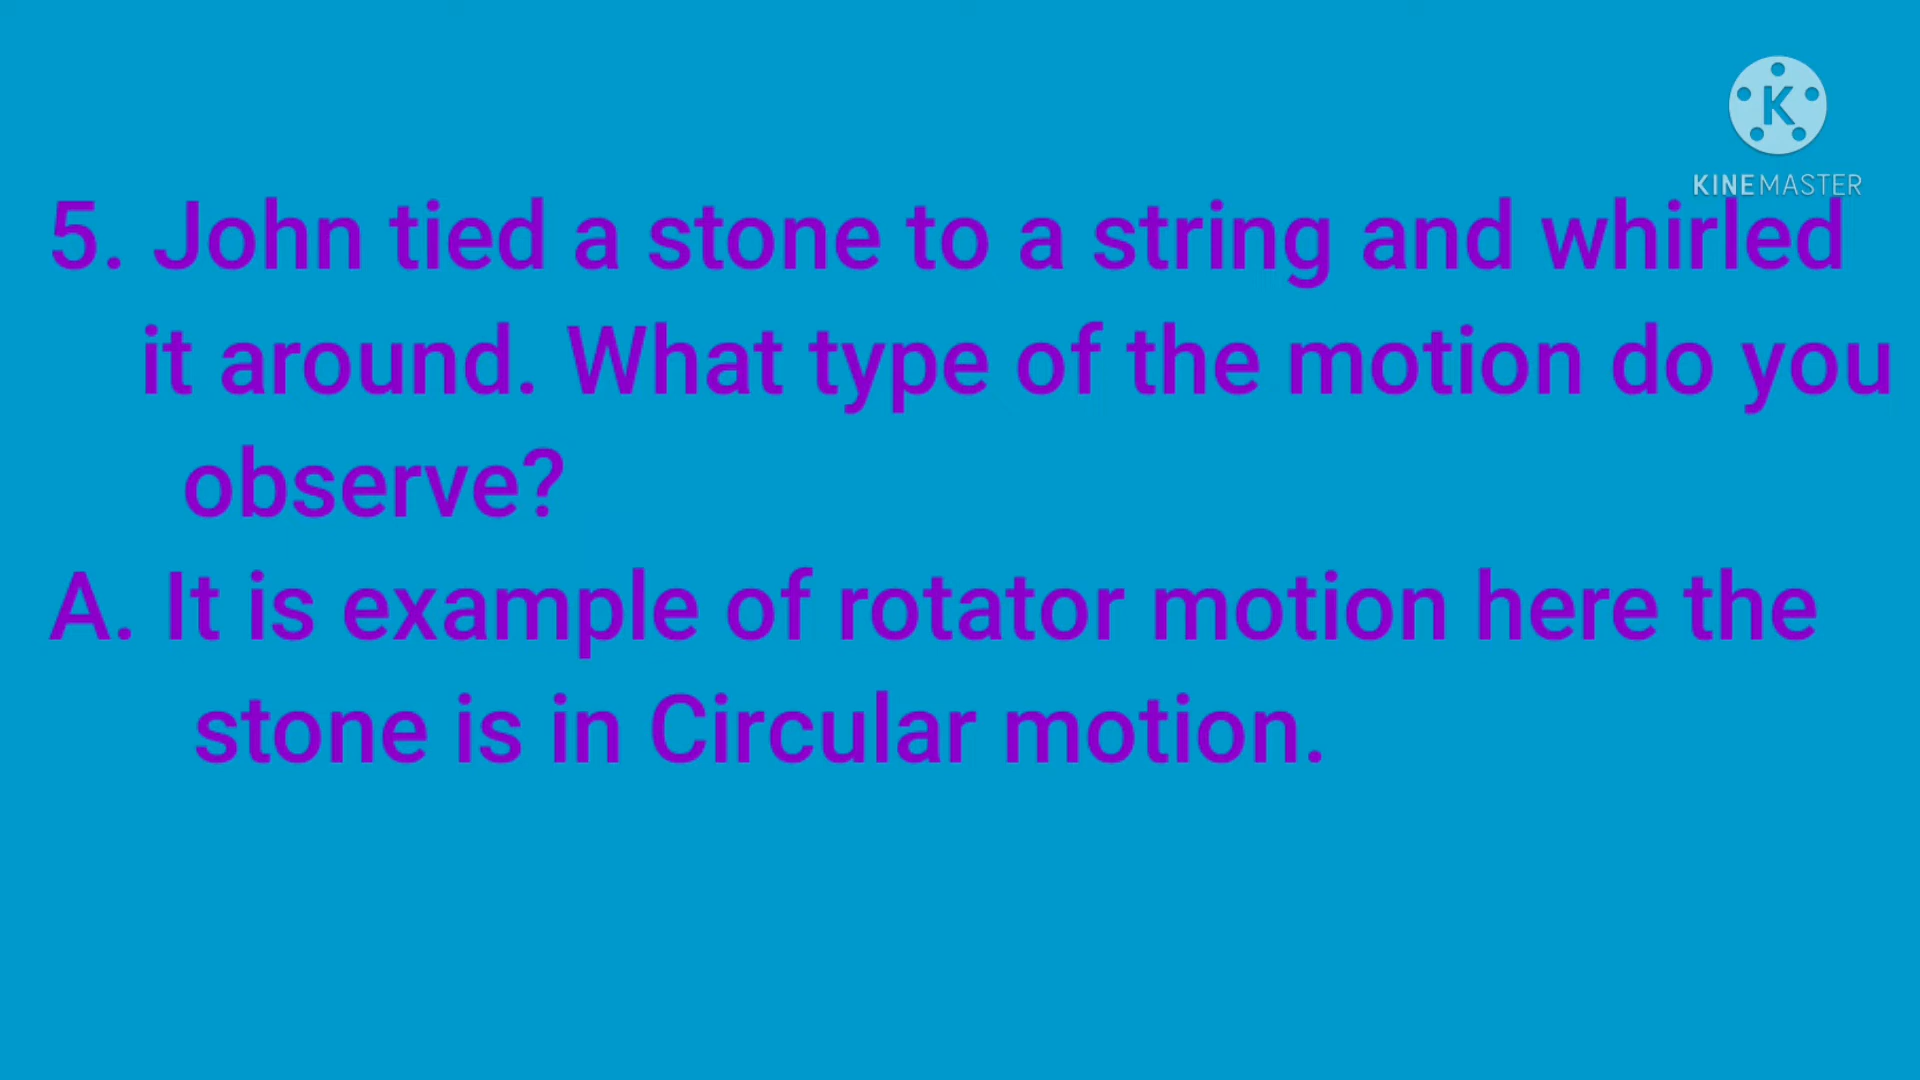 K
KINEMASTER
5. John tied a stone to a string and whirled
it around. What type of the motion do you
observe?
A. It is example of rotator motion here the
stone is in Circular motion.